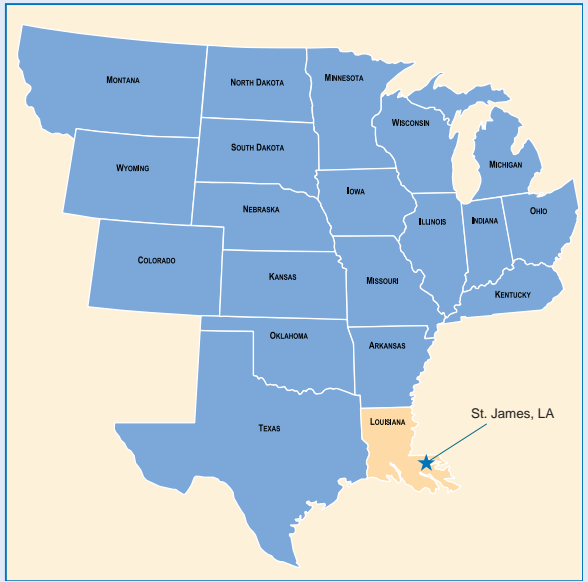 MONTANA
NORTH DAKOTA
MINNESOTA
WISCONSIN
SOUTH DAKOTA
MICHIGAN
WYOMING
IOWA
NEBRASKA
ILLINOIS
INDIANA
OHIO
COLORADO
KANSAS
MISSOURI
KENTUCKY
OKLAHOMA
ARKANSAS
St. James, LA
LOUISIANA
TEXAS